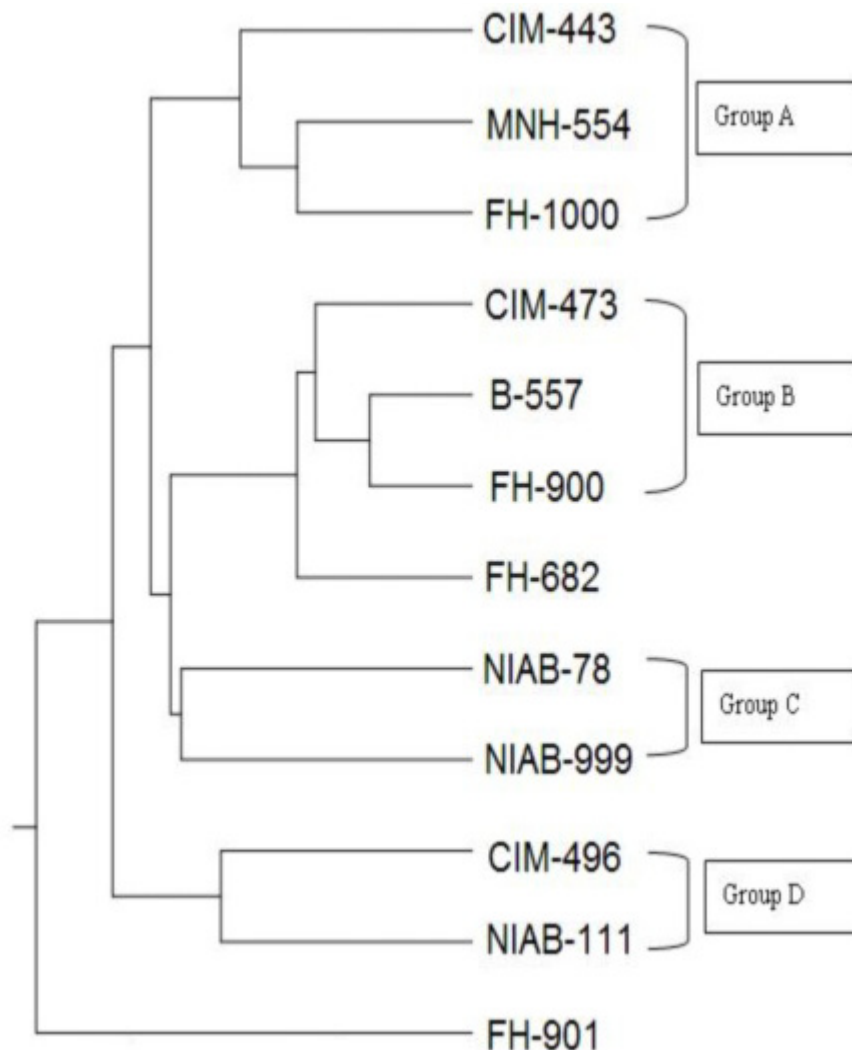 CIM-443
Group A
MNH-554
FH-1000
CIM-473
Group B
B-557
FH-900
FH-682
NIAB-78
Group C
NIAB-999
CIM-496
Group D
NIAB-111
FH-901